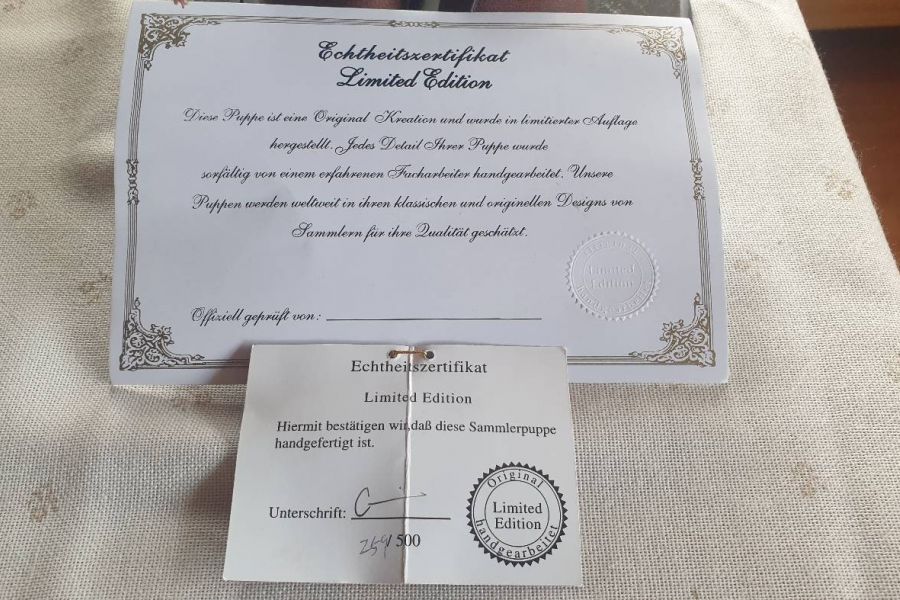 Echtheitszertifikat
Limited Edition
Diese Puppe ist eine Original Kreation und wurde in limitierter Auflage
hergestellt. Jedes Detail Ihrer Puppe wurde
sorfältig von einem erfahrenen Facharbeiter handgearbeitet. Unsere
Puppen werden weltweit in ihren klassischen und originellen Designs von
Sammlern für ihre Qualität geschätzt.
Limited
Edition
Offiziell geprüft von:
Echtheitszertifikat
Limited Edition
Hiermit bestätigen wir,daß diese Sammlerpuppe
handgefertigt ist.
Unterschrift:
259/500
Original
Limited
Edition
handgearbeitet